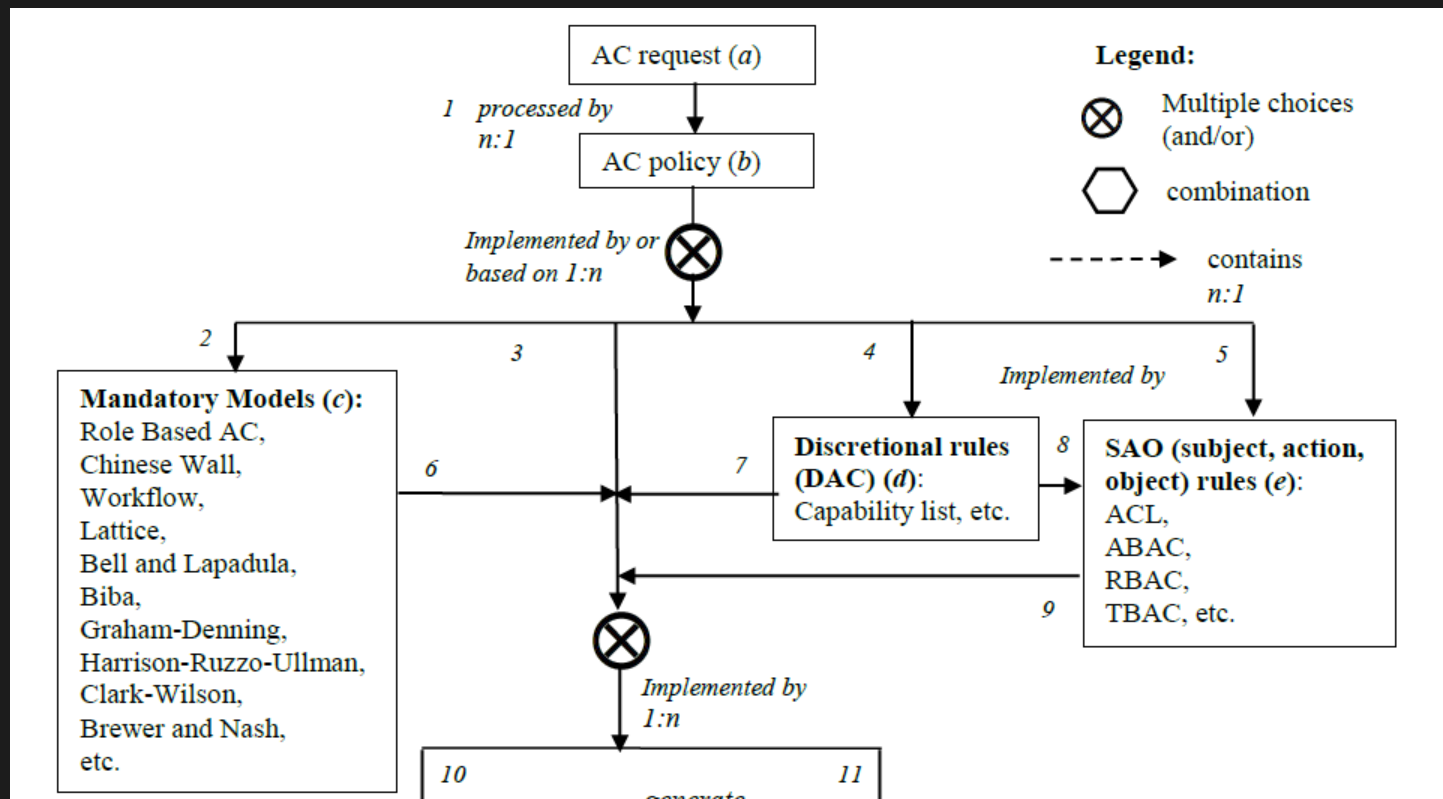 AC request (a)
1 processed by
n:1
AC policy (b)
Legend:
Multiple choices
(and/or)
combination
contains
n:1
Implemented by or
based on 1:n
2
3
4
5
Implemented by
Mandatory Models (c):
Role Based AC,
Chinese Wall,
Workflow,
Lattice,
Bell and Lapadula,
Biba,
Graham-Denning,
Harrison-Ruzzo-Ullman,
Clark-Wilson,
Brewer and Nash,
etc.
6
7
Discretional rules
(DAC) (d):
Capability list, etc.
8
SAO (subject, action,
object) rules (e):
ACL,
ABAC,
RBAC,
TBAC, etc.
9
Implemented by
1:n
10
11
generate